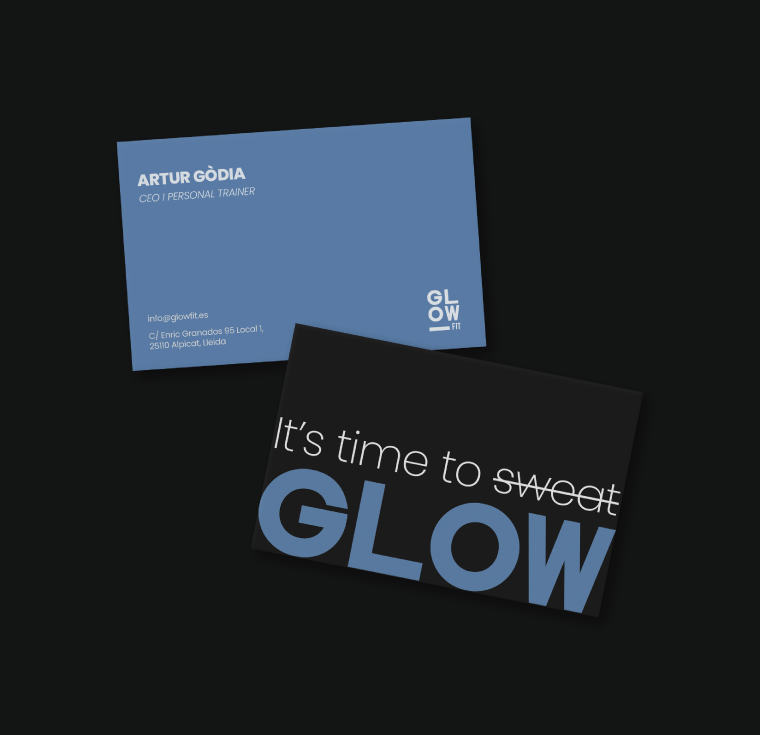 ARTUR GÒDIA
CEO I PERSONAL TRAINER
info@glowfit.es
C/ Enric Granados 95 Local 1,
25110 Alpicat, Lleida
GL
OW
FIT
It's time to sweat
GLOW